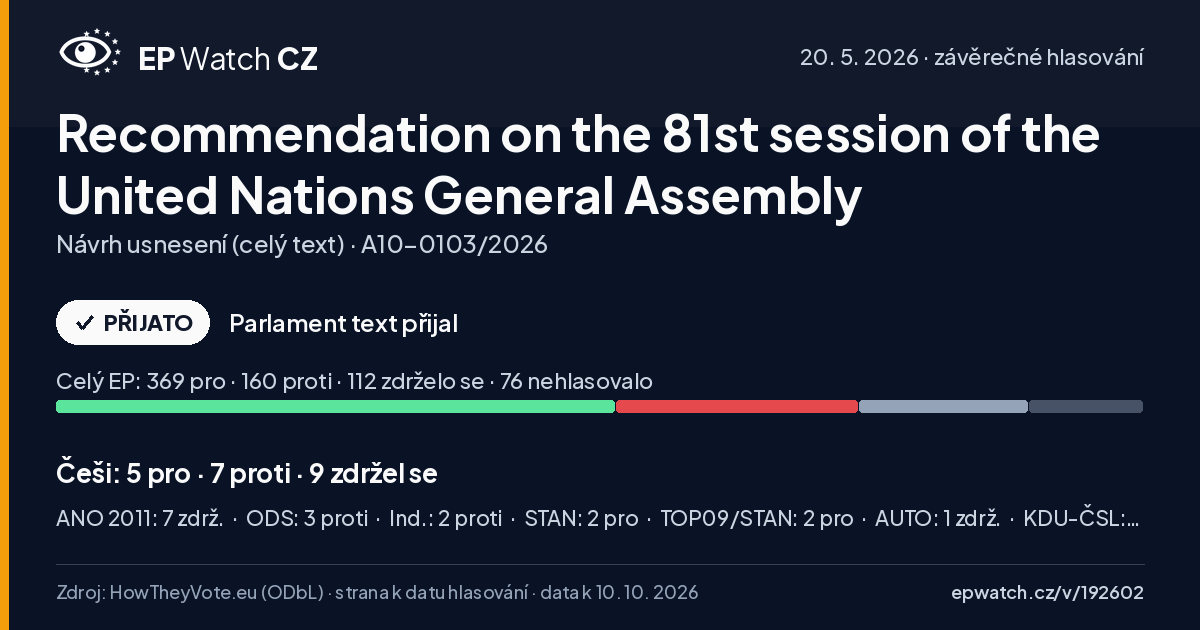 EP Watch CZ
20. 5. 2026 · závěrečné hlasování
Recommendation on the 81st session of the
United Nations General Assembly
Návrh usnesení (celý text) · A10-0103/2026
✓ PŘIJATO
Parlament text přijal
Celý EP: 369 pro · 160 proti · 112 zdrželo se · 76 nehlasovalo
Češi: 5 pro · 7 proti · 9 zdržel se
ANO 2011: 7 zdrž. · ODS: 3 proti · Ind.: 2 proti · STAN: 2 pro · TOP09/STAN: 2 pro · AUTO: 1 zdrž. · KDU-ČSL:…
Zdroj: HowTheyVote.eu (ODbL) · strana k datu hlasování · data k 10. 10. 2026
epwatch.cz/v/192602